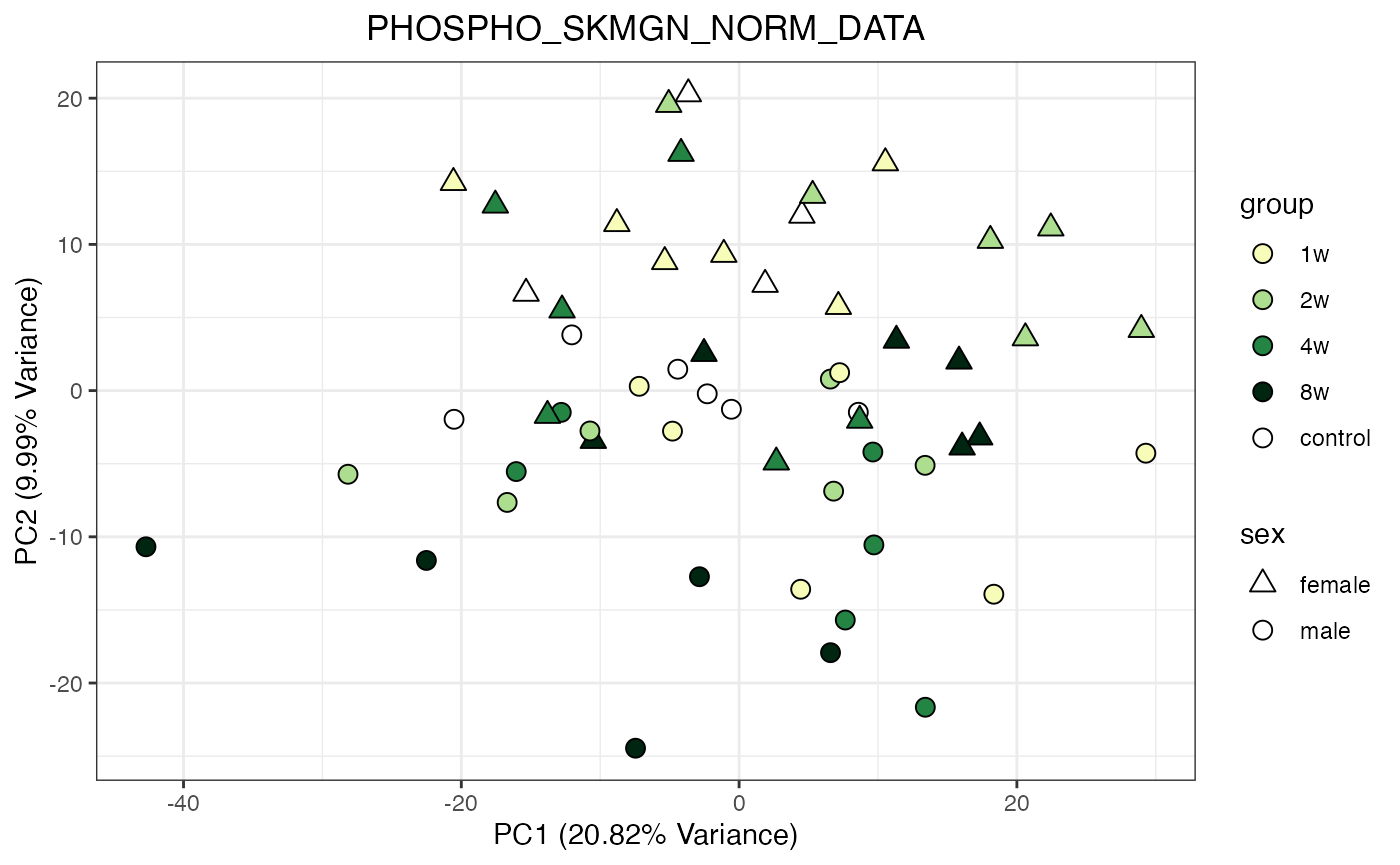 PHOSPHO_SKMGN_NORM_DATA
20
10
0
-10
-20
PC2 (9.99% Variance)
-40
-20
0
20
PC1 (20.82% Variance)
group
1w
2w
4w
8w
control
sex
female
male